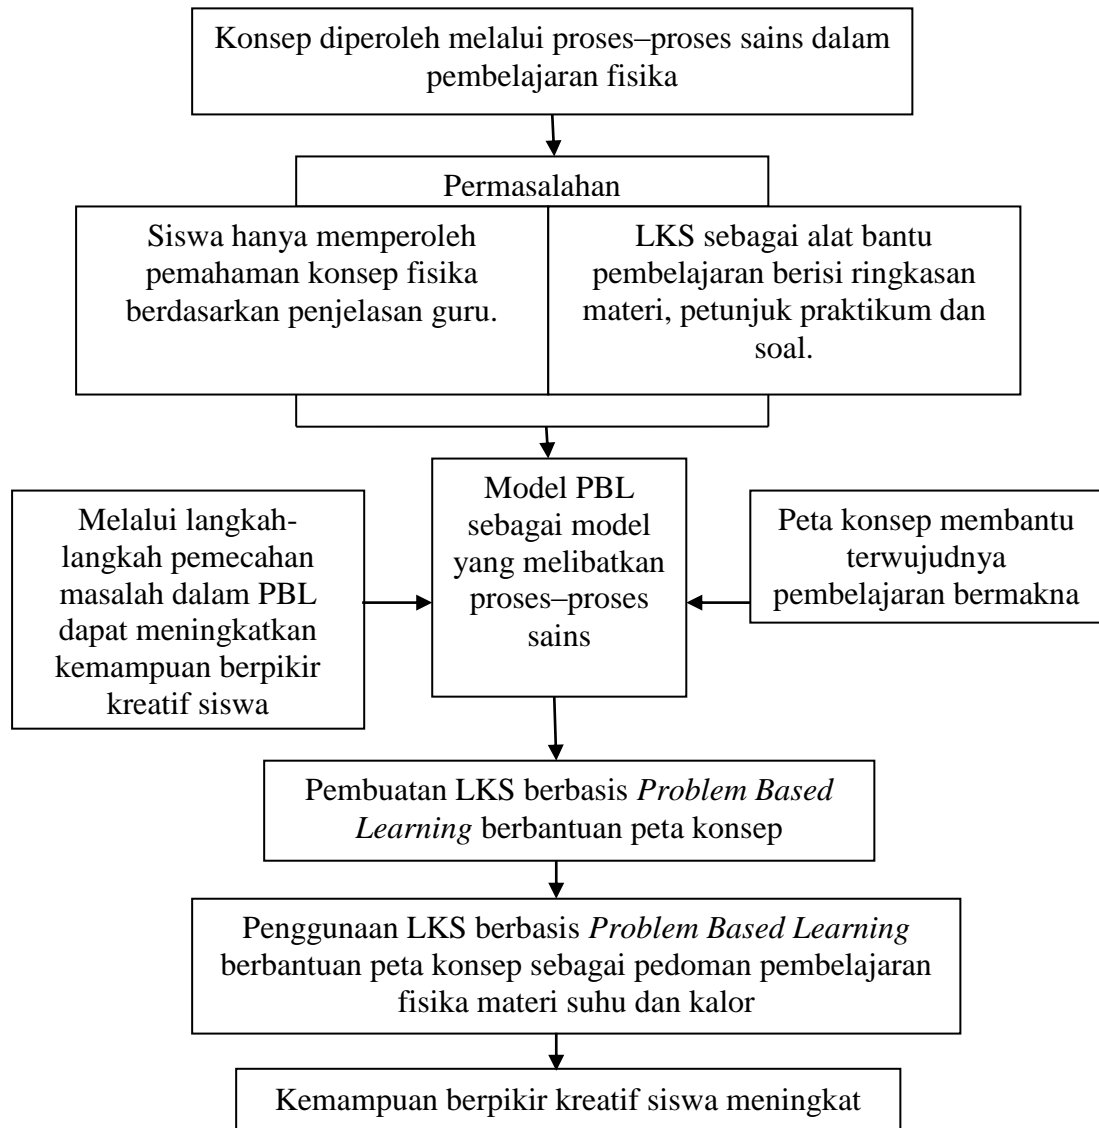 Konsep diperoleh melalui proses–proses sains dalam
pembelajaran fisika
Permasalahan
Siswa hanya memperoleh
pemahaman konsep fisika
berdasarkan penjelasan guru.
LKS sebagai alat bantu
pembelajaran berisi ringkasan
materi, petunjuk praktikum dan
soal.
Melalui langkah-
langkah pemecahan
masalah dalam PBL
dapat meningkatkan
kemampuan berpikir
kreatif siswa
Model PBL
sebagai model
yang melibatkan
proses–proses
sains
Peta konsep membantu
terwujudnya
pembelajaran bermakna
Pembuatan LKS berbasis Problem Based
Learning berbantuan peta konsep
Penggunaan LKS berbasis Problem Based Learning
berbantuan peta konsep sebagai pedoman pembelajaran
fisika materi suhu dan kalor
Kemampuan berpikir kreatif siswa meningkat